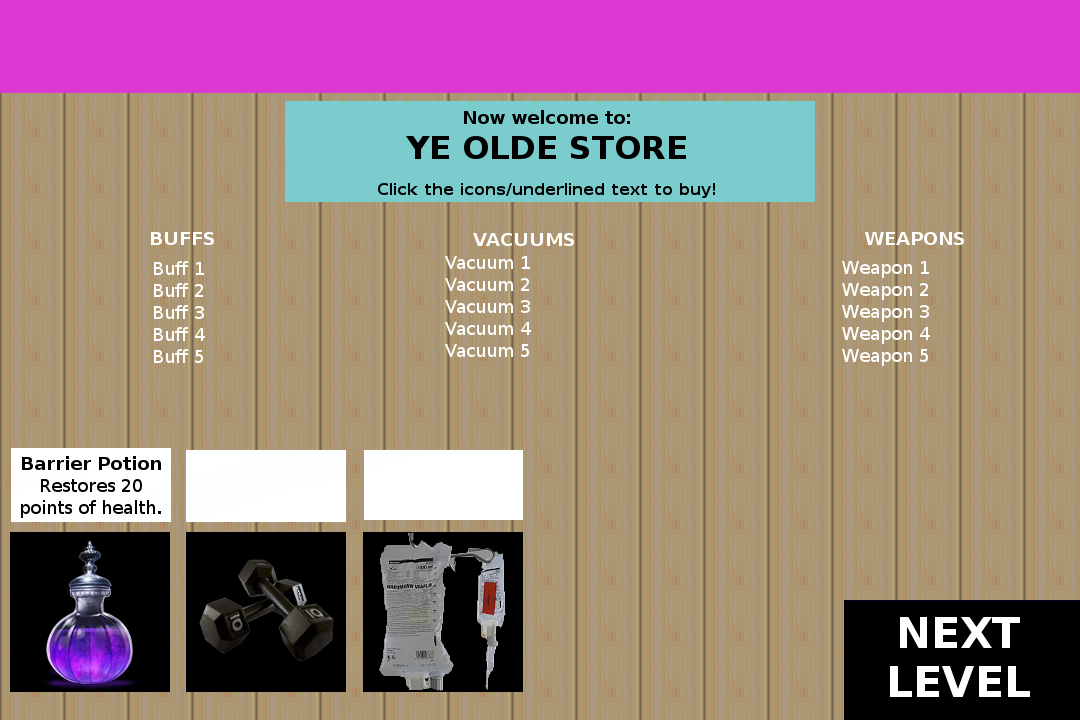 Now welcome to:
YE OLDE STORE
Click the icons/underlined text to buy!
BUFFS
Buff 1
Buff 2
Buff 3
Buff 4
Buff 5
VACUUMS
Vacuum 1
Vacuum 2
Vacuum 3
Vacuum 4
Vacuum 5
WEAPONS
Weapon 1
Weapon 2
Weapon 3
Weapon 4
Weapon 5
Barrier Potion
Restores 20
points of health.
10
10
NEXT
LEVEL